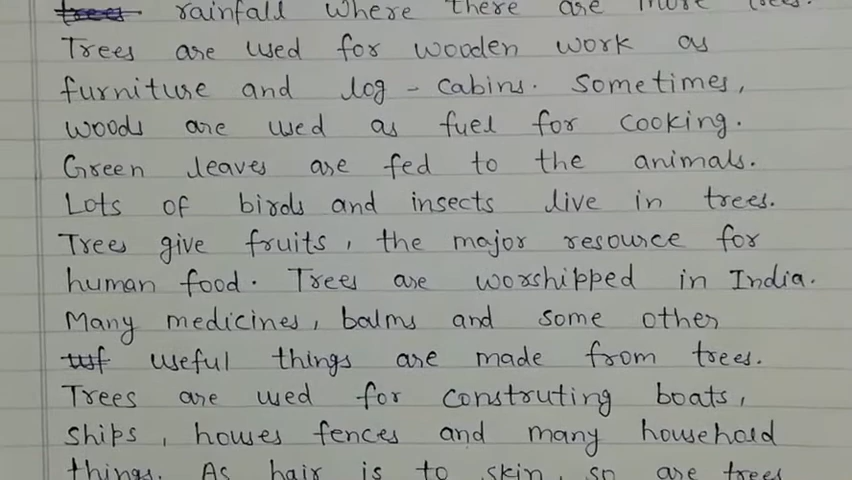 trees rainfall where there are more trees.
Trees are used for wooden work as
furniture and log - cabins. Sometimes,
woods are used as fuel for cooking.
Green leaves are fed to the animals.
Lots of birds and insects live in trees.
Trees give fruits, the major resource for
human food. Trees are worshipped in India.
Many medicines, balms and some other
useful things are made from trees.
Trees are used for construting boats,
ships, houses fences and many household
things. As hair is to skin, so are trees